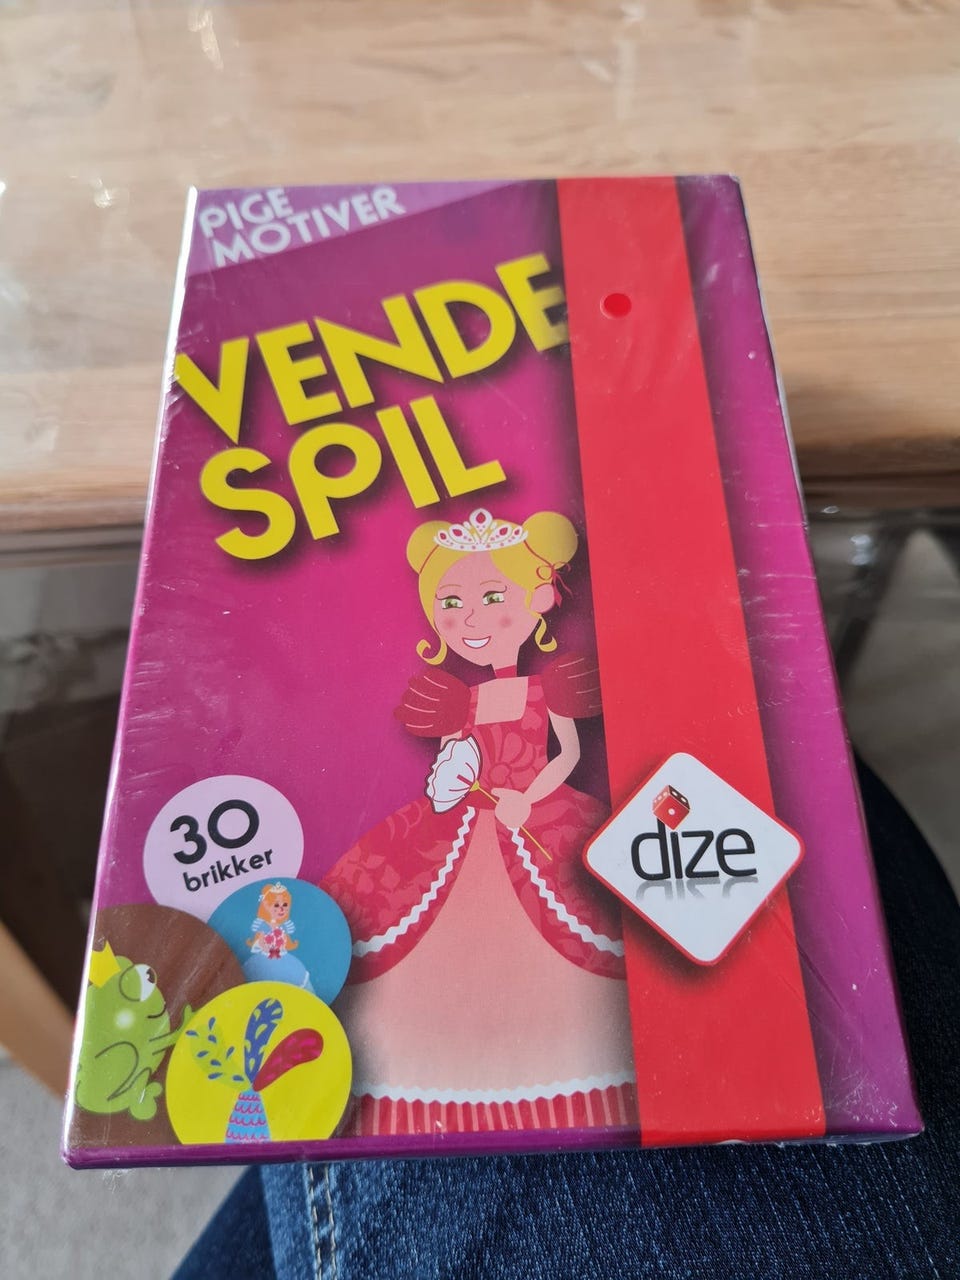 PIGE
MOTIVER
VENDE
SPIL
30
brikker
dize